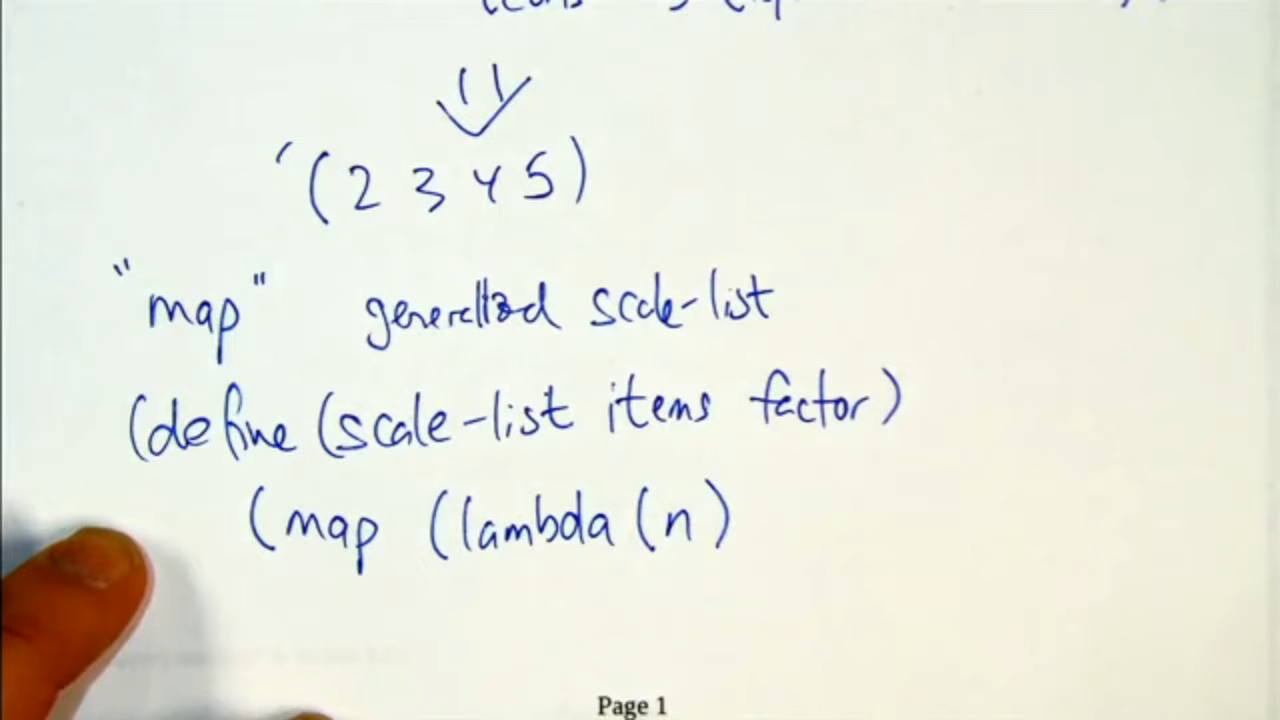 '(2 3 4 5)
"map" generalized scale-list
(define (scale-list items factor)
(map (lambda (n)
Page 1